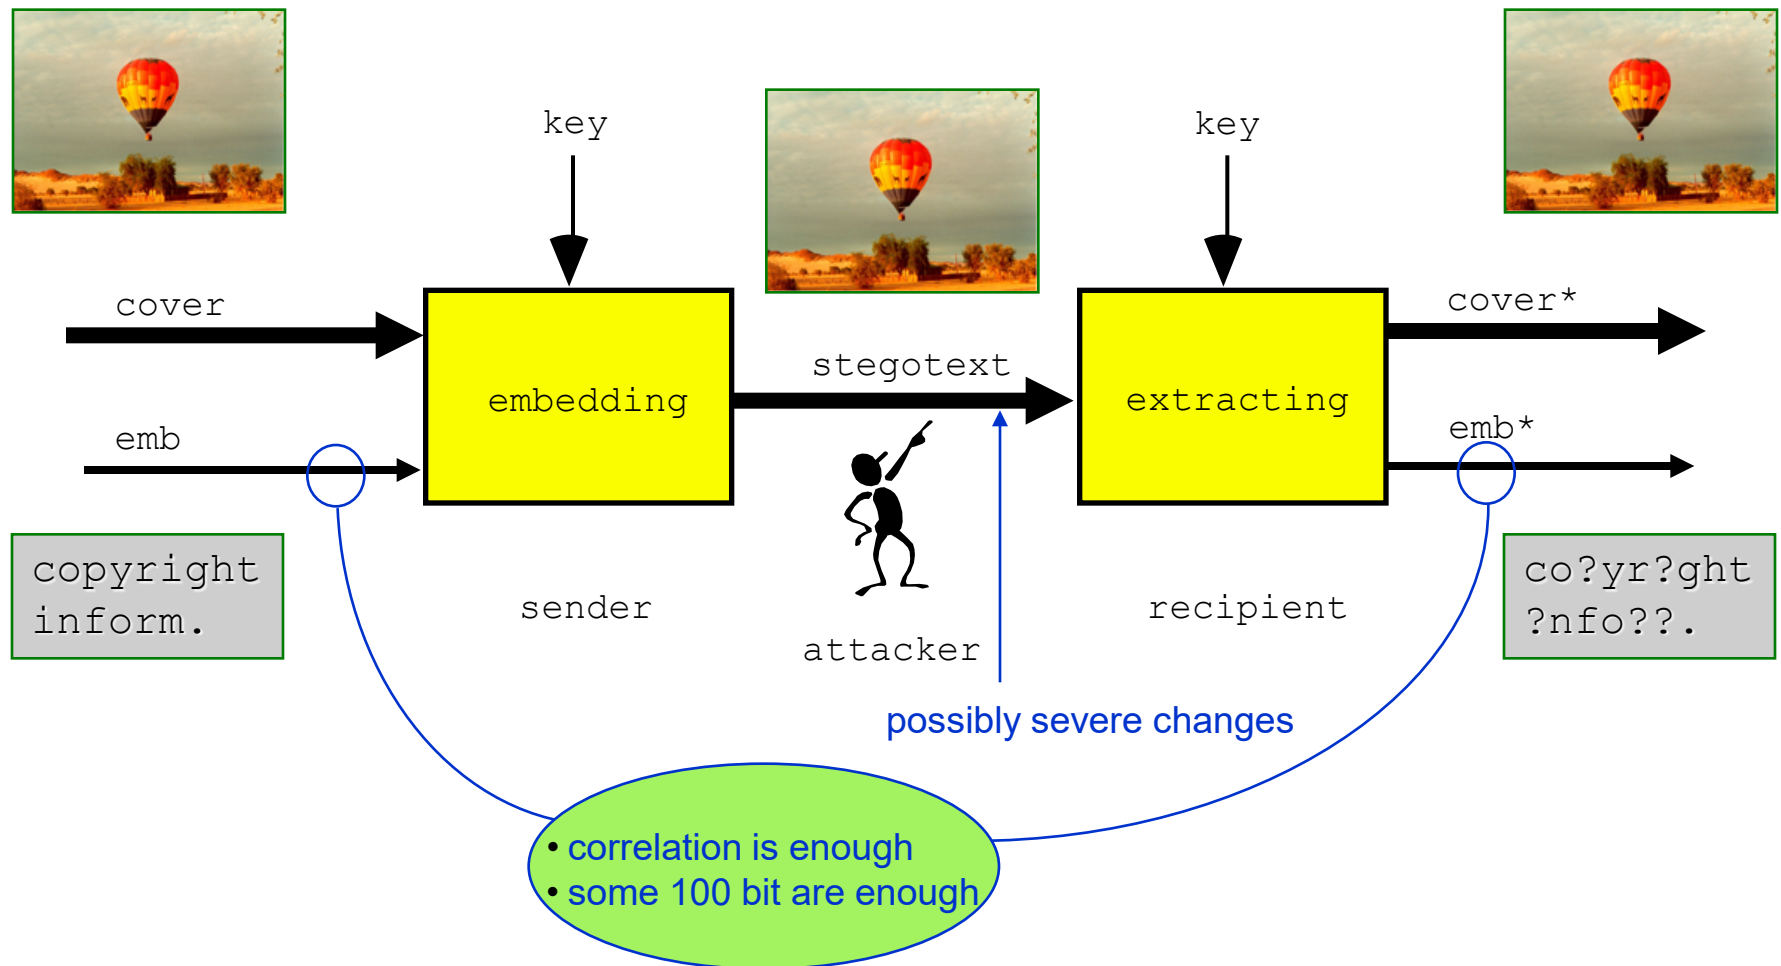 key
key
cover
cover*
stegotext
embedding
extracting
emb
emb*
copyright
inform.
co?yr?ght
?nfo??.
sender
recipient
attacker
possibly severe changes
• correlation is enough
• some 100 bit are enough